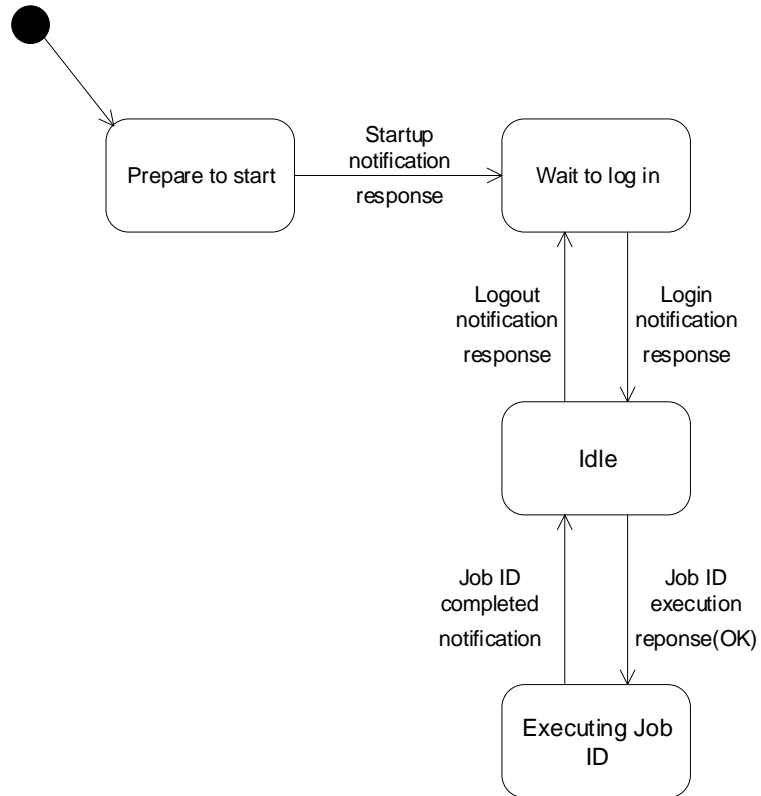 Startup
notification
response
Prepare to start
Wait to log in
Logout
notification
response
Login
notification
response
Idle
Job ID
completed
notification
Job ID
execution
reponse(OK)
Executing Job
ID